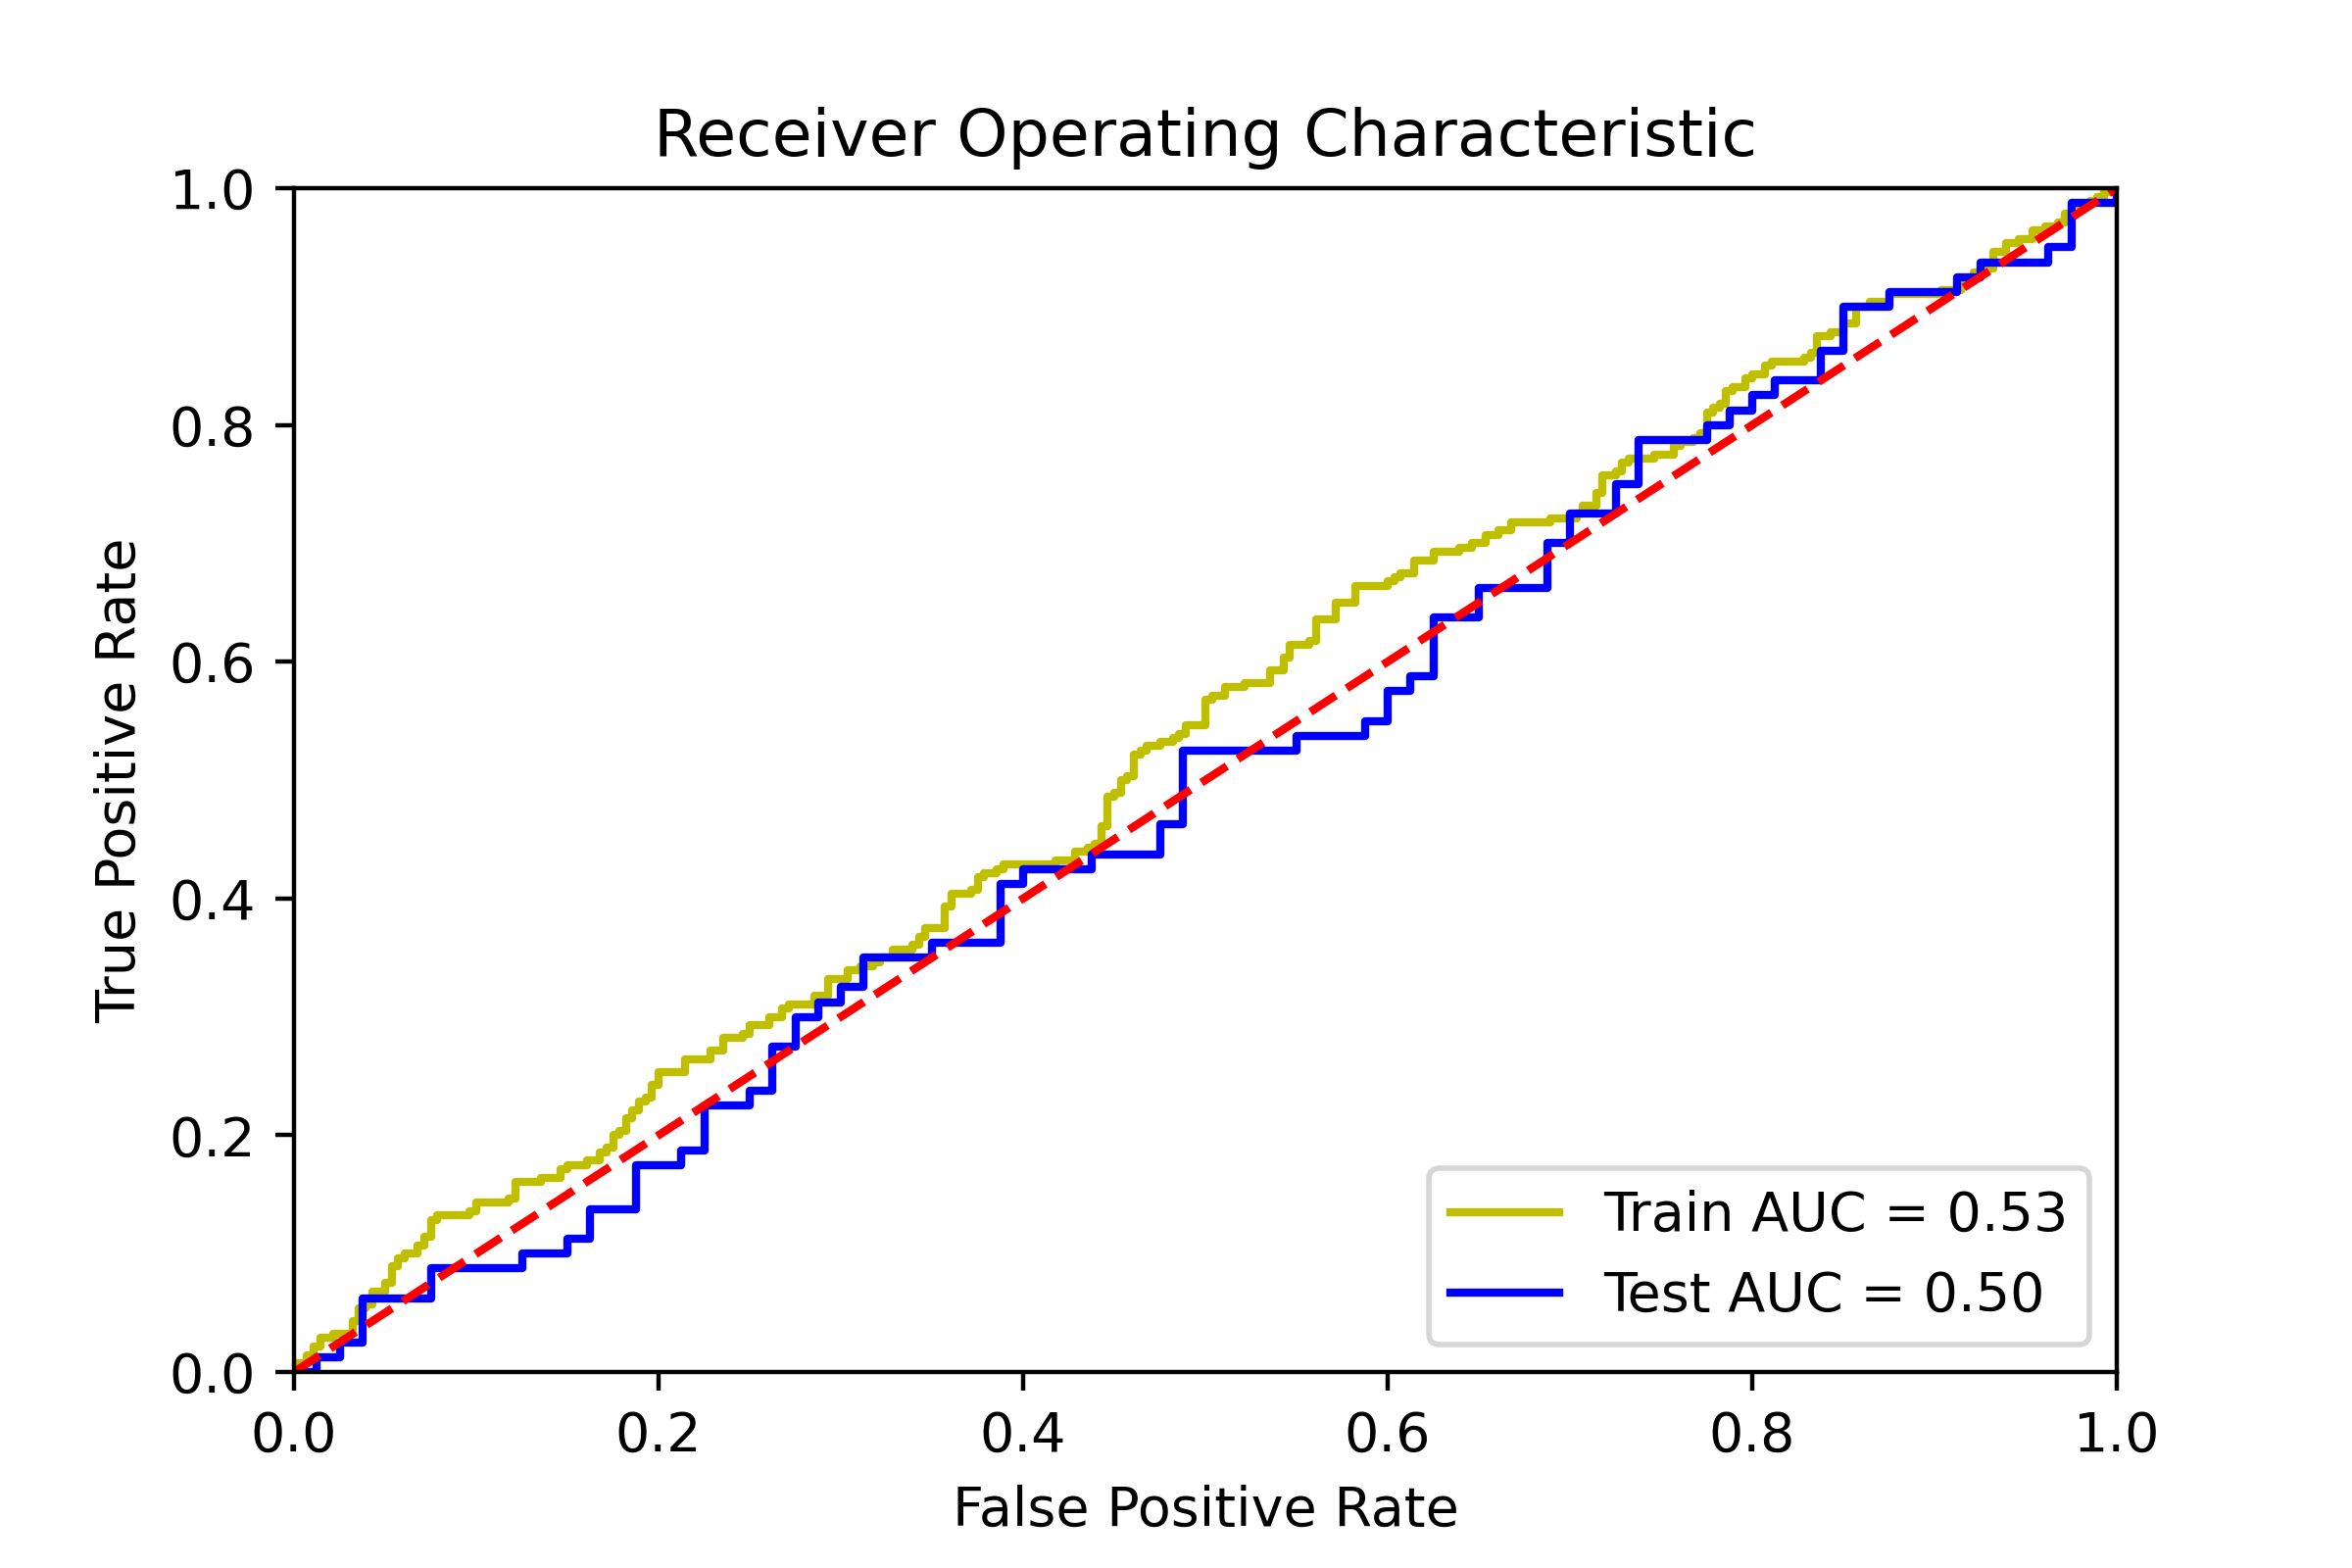 Receiver Operating Characteristic
1.0
0.8
0.6
0.4
0.2
0.0
True Positive Rate
Train AUC = 0.53
Test AUC = 0.50
0.0 0.2 0.4 0.6 0.8 1.0
False Positive Rate